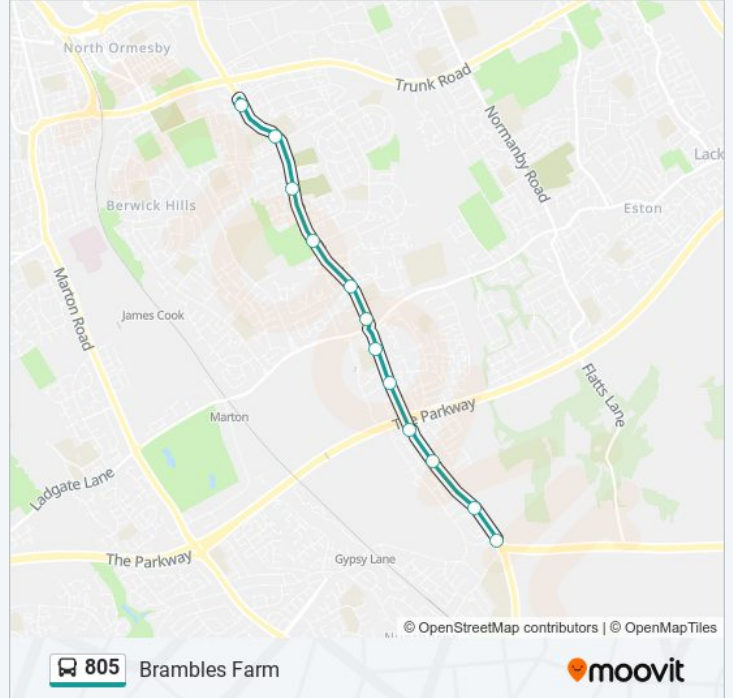 North Ormesby
Trunk Road
Normanby Road
Lack
Berwick Hills
Eston
Marton Road
James Cook
Flatts Lane
Marton
The Parkway
Ladgate Lane
The Parkway
Gypsy Lane
© OpenStreetMap contributors | © OpenMapTiles
805 Brambles Farm
moovit